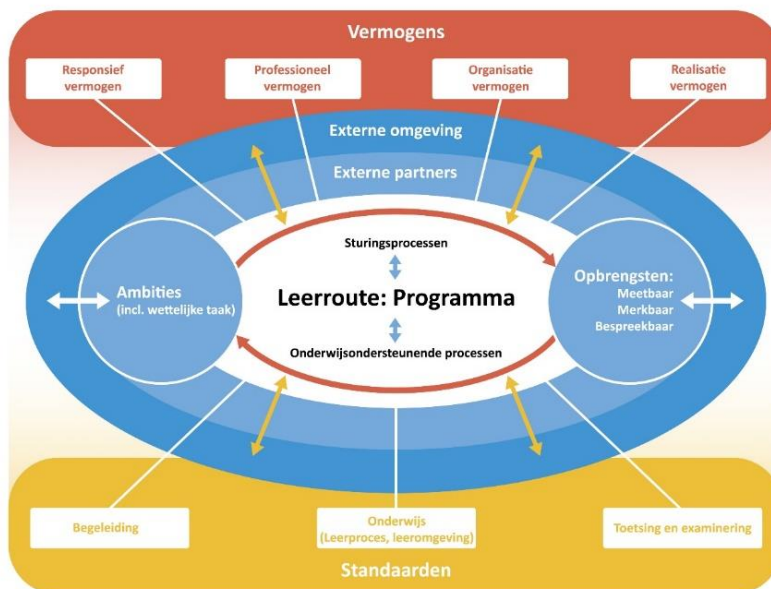 Vermogens
Responsief
vermogen
Professioneel
vermogen
Organisatie
vermogen
Realisatie
vermogen
Externe omgeving
Externe partners
Sturingsprocessen
Ambities
(incl. wettelijke taak)
Leerroute: Programma
Opbrengsten:
Meetbaar
Merkbaar
Bespreekbaar
Onderwijsondersteunende processen
Begeleiding
Onderwijs
(Leerproces, leeromgeving)
Toetsing en examinering
Standaarden